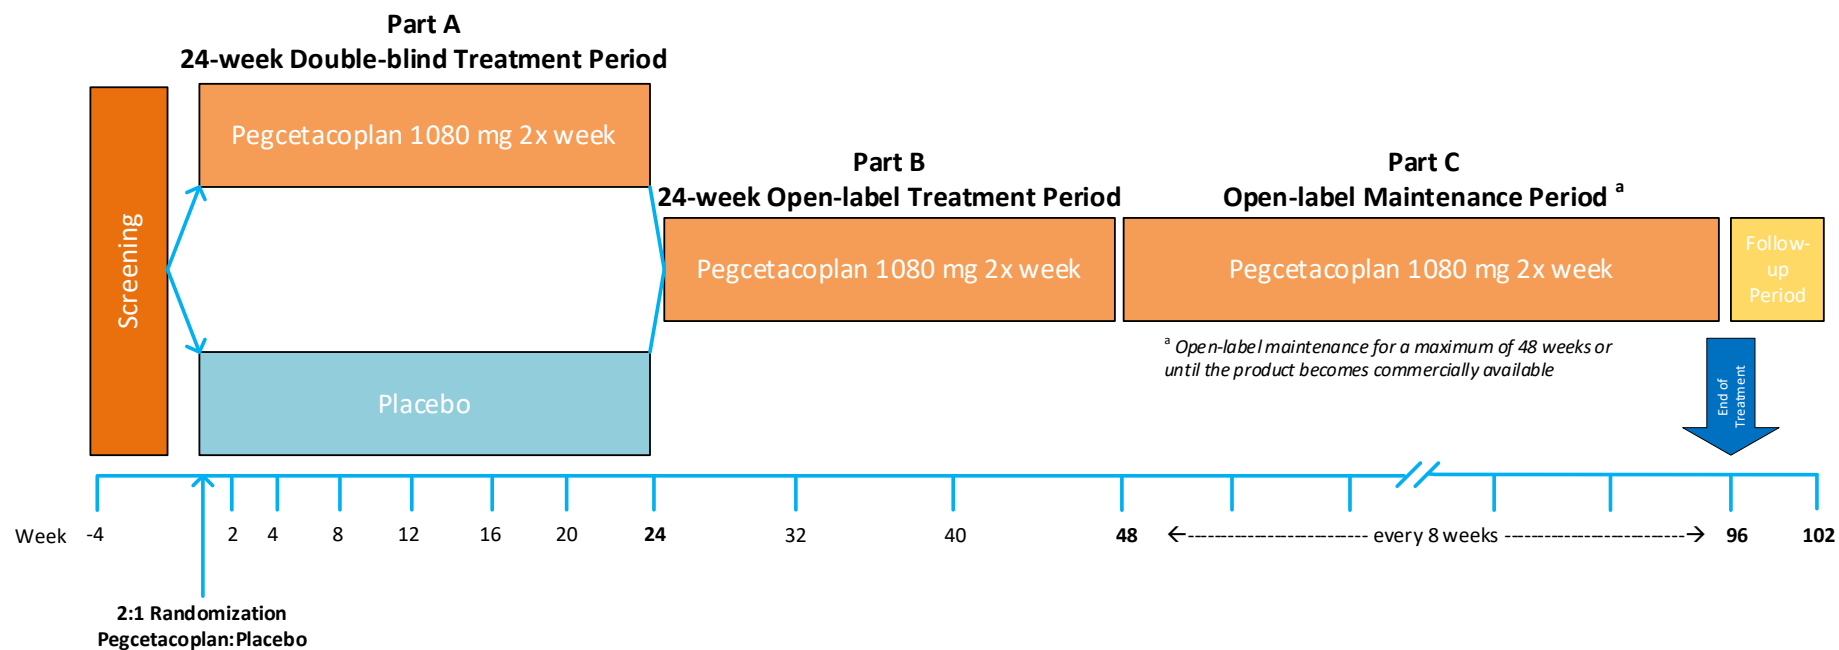 Part A
24-week Double-blind Treatment Period
Screening
Pegcetacoplan 1080 mg 2x week
Placebo
Part B
24-week Open-label Treatment Period
Pegcetacoplan 1080 mg 2x week
Part C
Open-label Maintenance Period a
Pegcetacoplan 1080 mg 2x week
Follow-
up
Period
a Open-label maintenance for a maximum of 48 weeks or
until the product becomes commercially available
End of
Treatment
Week -4 2 4 8 12 16 20 24 32 40 48 <---------------------------- every 8 weeks ----------------------------> 96 102
2:1 Randomization
Pegcetacoplan:Placebo